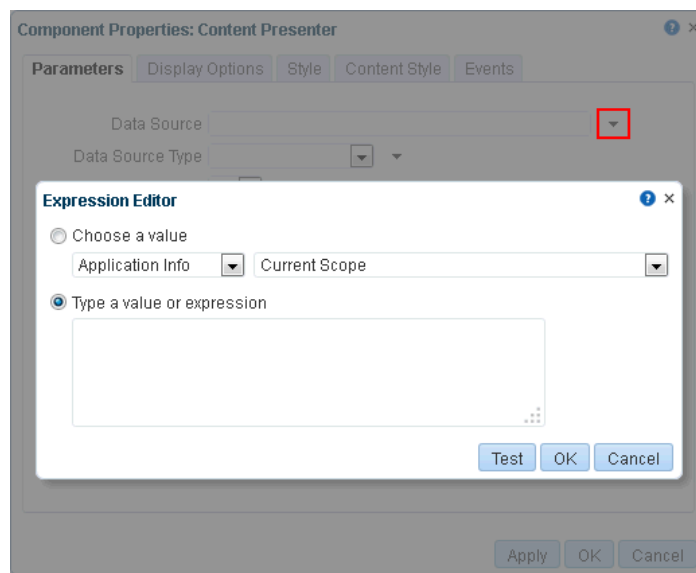 Component Properties: Content Presenter
Parameters Display Options Style Content Style Events
Data Source
Data Source Type
Expression Editor
Choose a value
Application Info Current Scope
Type a value or expression
Test OK Cancel
Apply OK Cancel